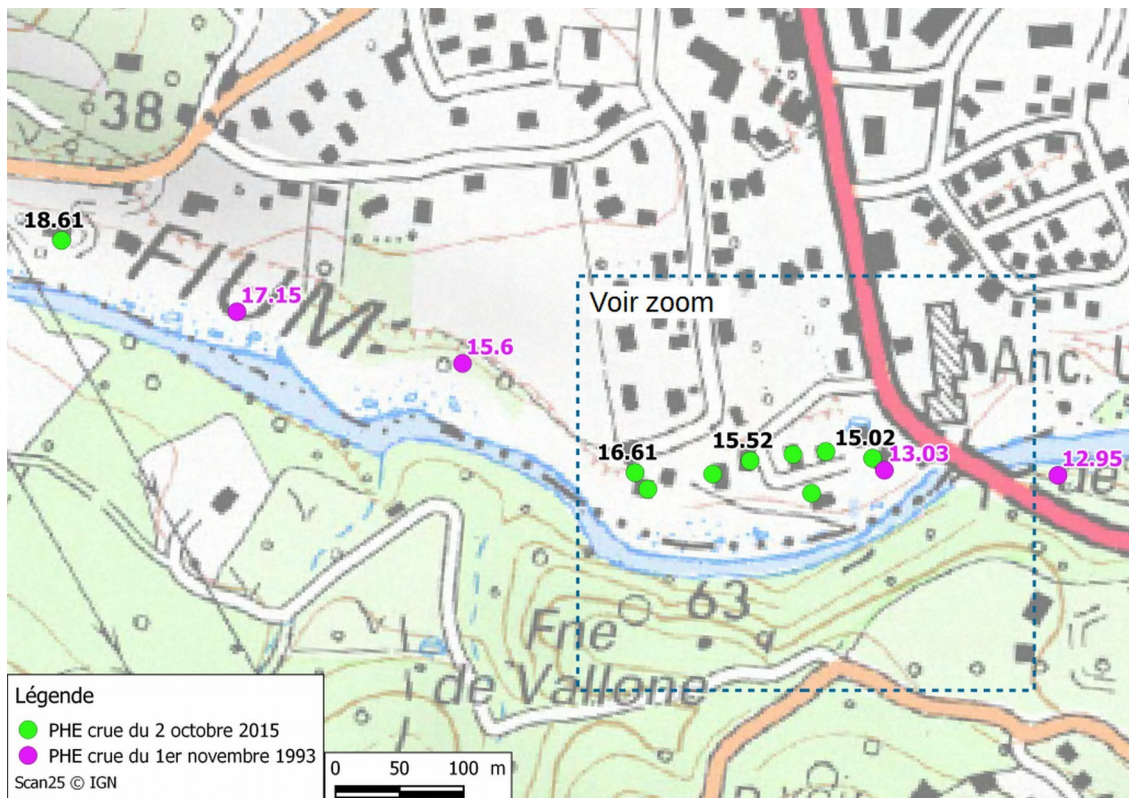 38
18.61
FIUM
17.15
15.6
Voir zoom
Anc.
16.61
15.52
15.02
13.03
12.95
de
63
Fne
de Vallone
Légende
PHE crue du 2 octobre 2015
PHE crue du 1er novembre 1993
Scan25 © IGN
0 50 100 m